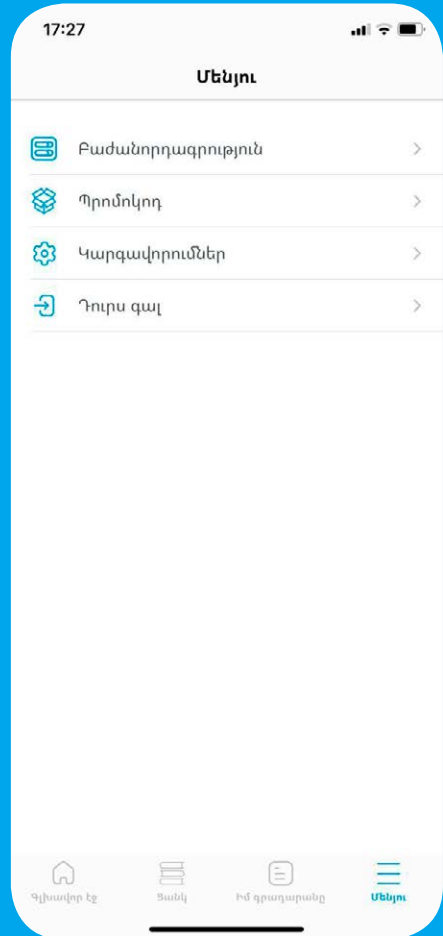 17:27
Մենյու
Բաժանորդագրություն
Պրոմոկոդ
Կարգավորումներ
Դուրս գալ
Գլխավոր էջ
Ցանկ
Իմ գրադարանը
Մենյու